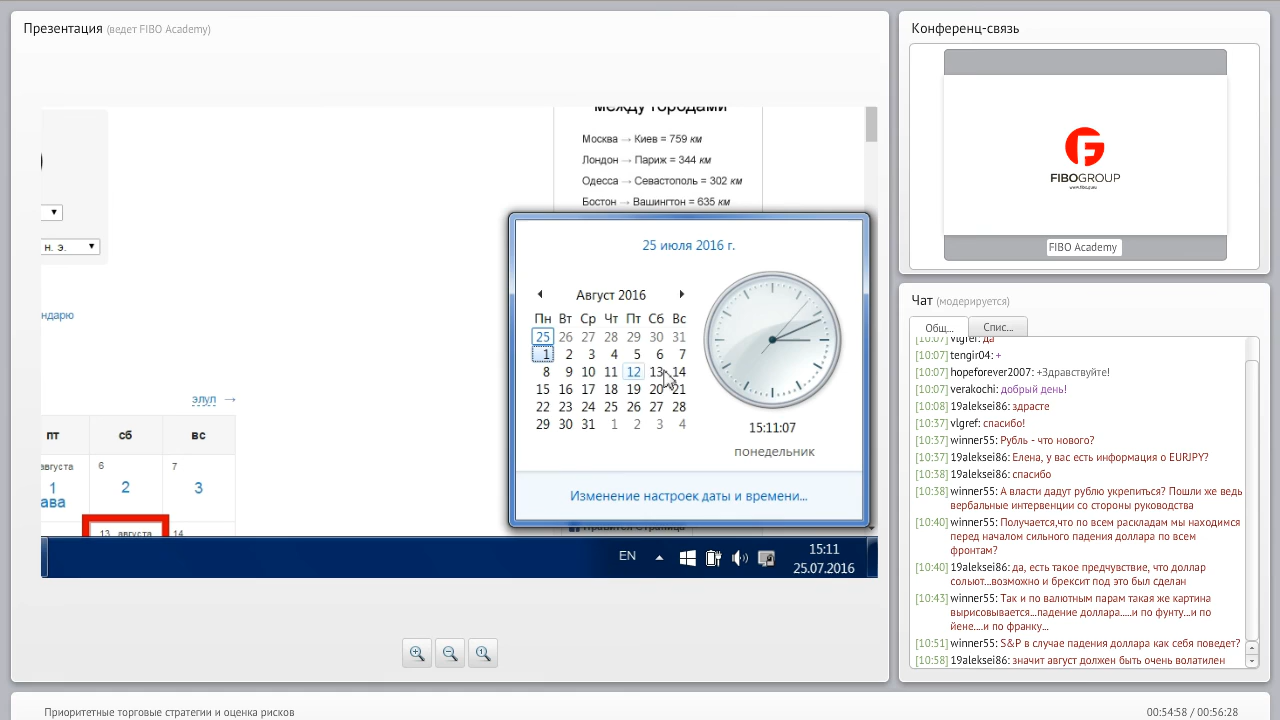 Презентация (ведет FIBO Academy)
между городами
Москва → Киев = 759 км
Лондон → Париж = 344 км
Одесса → Севастополь = 302 км
Бостон → Вашингтон = 635 км
н. э.
ндарю
элул →
пт сб вс
августа 6 7
1 2 3
ава
13 августа 14
25 июля 2016 г.
Август 2016
Пн Вт Ср Чт Пт Сб Вс
25 26 27 28 29 30 31
1 2 3 4 5 6 7
8 9 10 11 12 13 14
15 16 17 18 19 20 21
22 23 24 25 26 27 28
29 30 31 1 2 3 4
15:11:07
понедельник
Изменение настроек даты и времени...
EN
15:11
25.07.2016
Конференц-связь
FIBOGROUP
FIBO Academy
Чат (модерируется)
Общ... Спис...
[10:07] vlgref: да
[10:07] tengir04: +
[10:07] hopeforever2007: +Здравствуйте!
[10:07] verakochi: добрый день!
[10:08] 19aleksei86: здрасте
[10:37] vlgref: спасибо!
[10:37] winner55: Рубль - что нового?
[10:37] 19aleksei86: Елена, у вас есть информация о EURJPY?
[10:38] 19aleksei86: спасибо
[10:38] winner55: А власти дадут рублю укрепиться? Пошли же ведь
вербальные интервенции со стороны руководства
[10:40] winner55: Получается,что по всем раскладам мы находимся
перед началом сильного падения доллара по всем
фронтам?
[10:40] 19aleksei86: да, есть такое предчувствие, что доллар
сольют...возможно и брексит под это был сделан
[10:43] winner55: Так и по валютным парам такая же картина
вырисовывается...падение доллара.....и по фунту...и по
йене....и по франку...
[10:51] winner55: S&P в случае падения доллара как себя поведет?
[10:58] 19aleksei86: значит август должен быть очень волатилен
Приоритетные торговые стратегии и оценка рисков
00:54:58 / 00:56:28